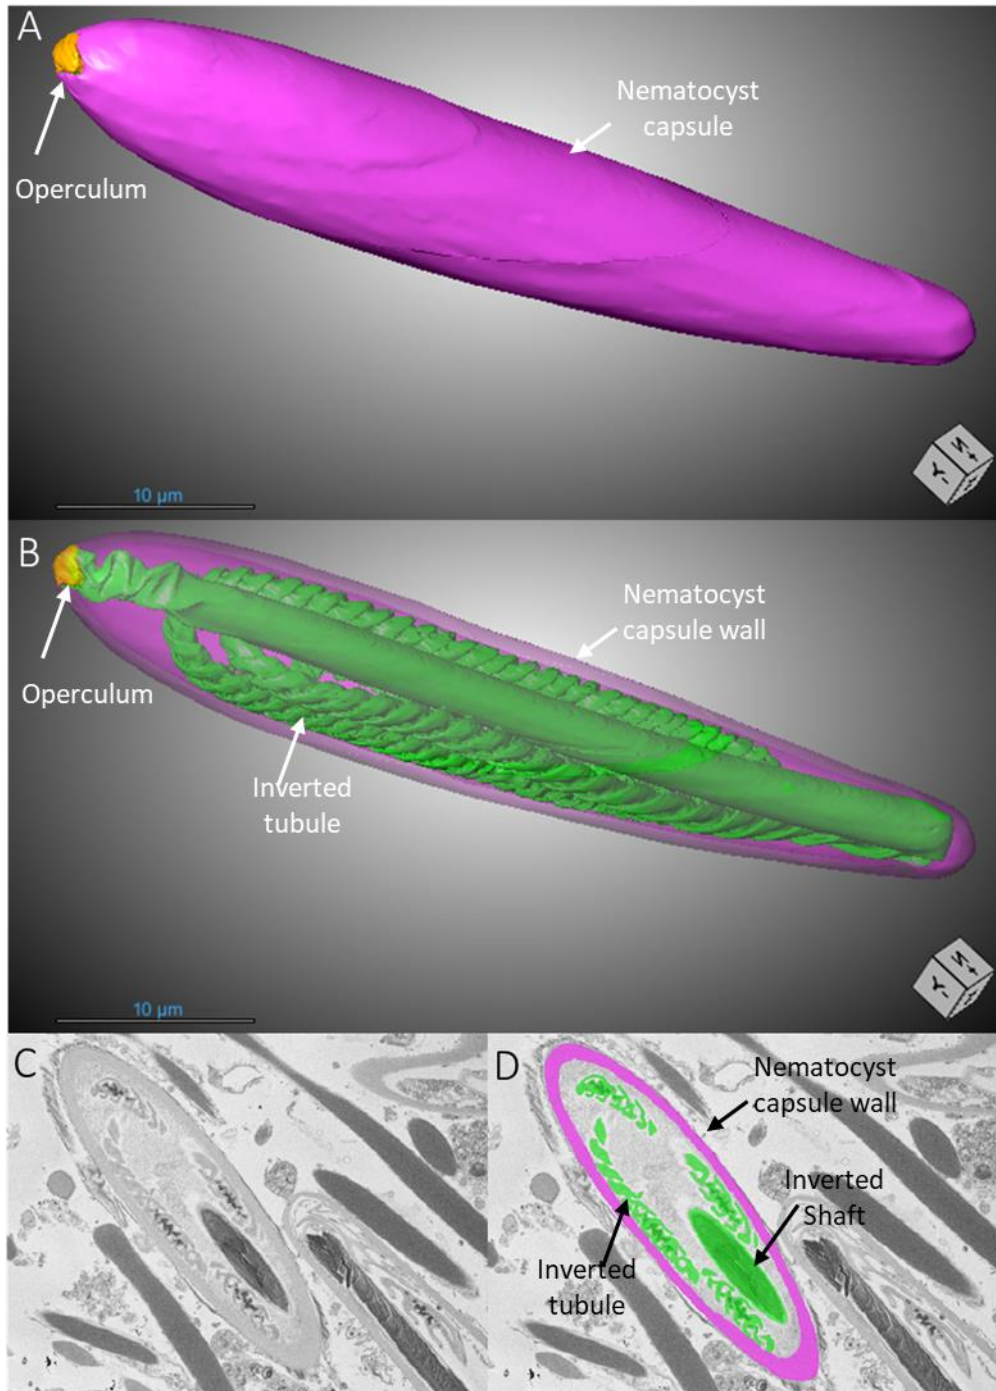 A
Nematocyst
capsule
Operculum
10 µm
B
Nematocyst
capsule wall
Operculum
Inverted
tubule
10 µm
C
D
Nematocyst
capsule wall
Inverted
Shaft
Inverted
tubule